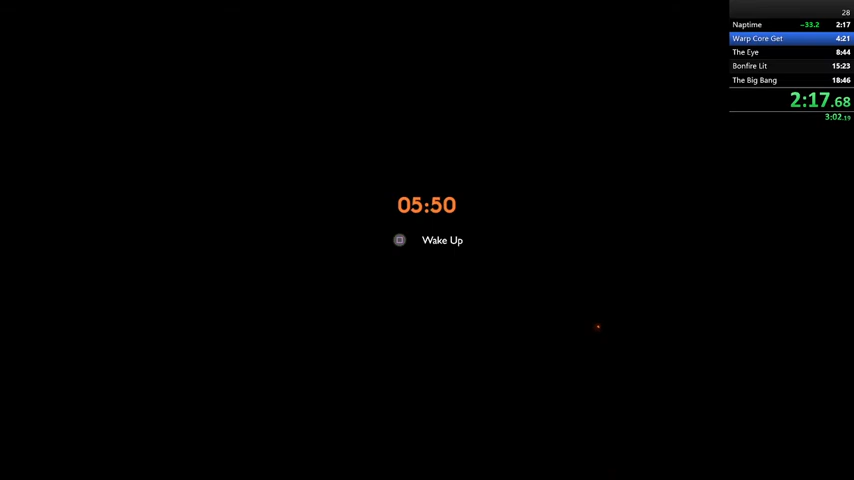 28
Naptime −33.2 2:17
Warp Core Get 4:21
The Eye 8:44
Bonfire Lit 15:23
The Big Bang 18:46
2:17.68
3:02.19
05:50
Wake Up